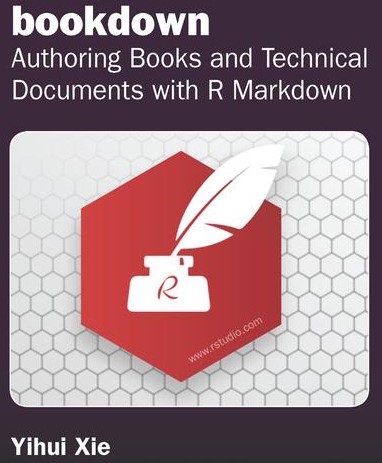 bookdown
Authoring Books and Technical
Documents with R Markdown
R
www.rstudio.com
Yihui Xie